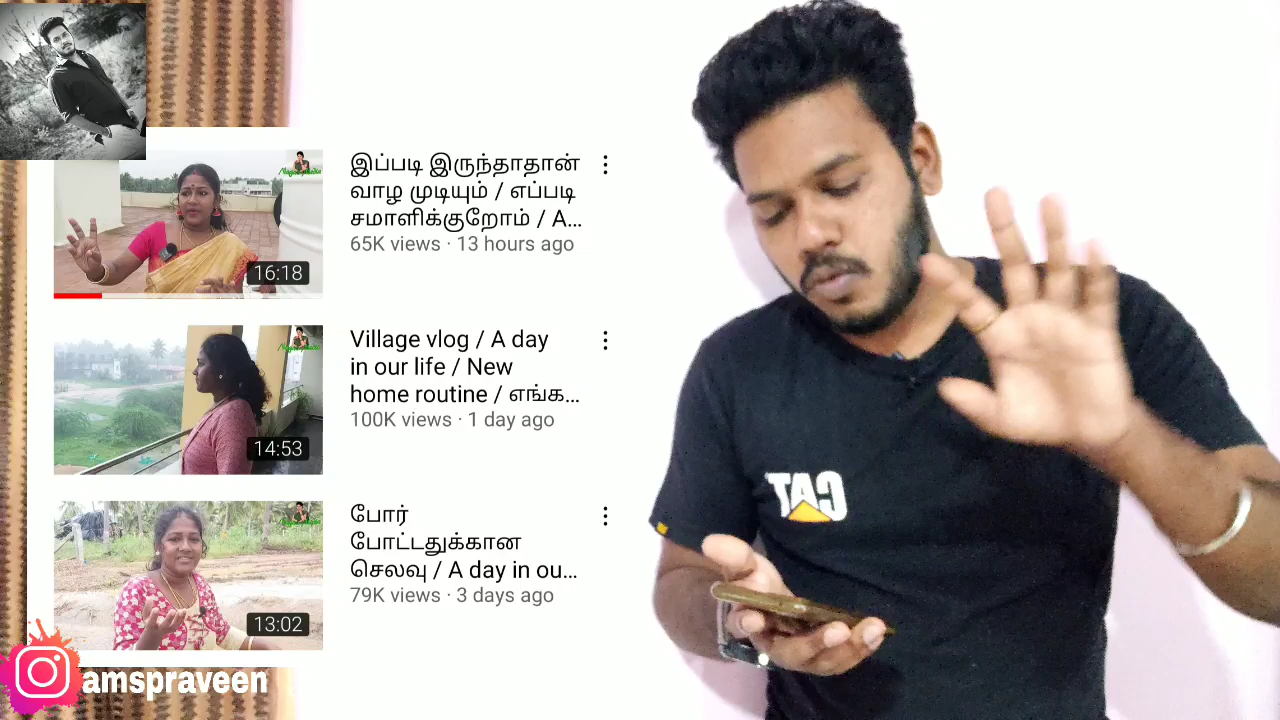 இப்படி இருந்தாதான்
வாழ முடியும் / எப்படி
சமாளிக்குறோம் / A...
65K views · 13 hours ago
16:18
Village vlog / A day
in our life / New
home routine / எங்க...
100K views · 1 day ago
14:53
போர்
போட்டதுக்கான
செலவு / A day in ou...
79K views · 3 days ago
13:02
CAT
amspraveen